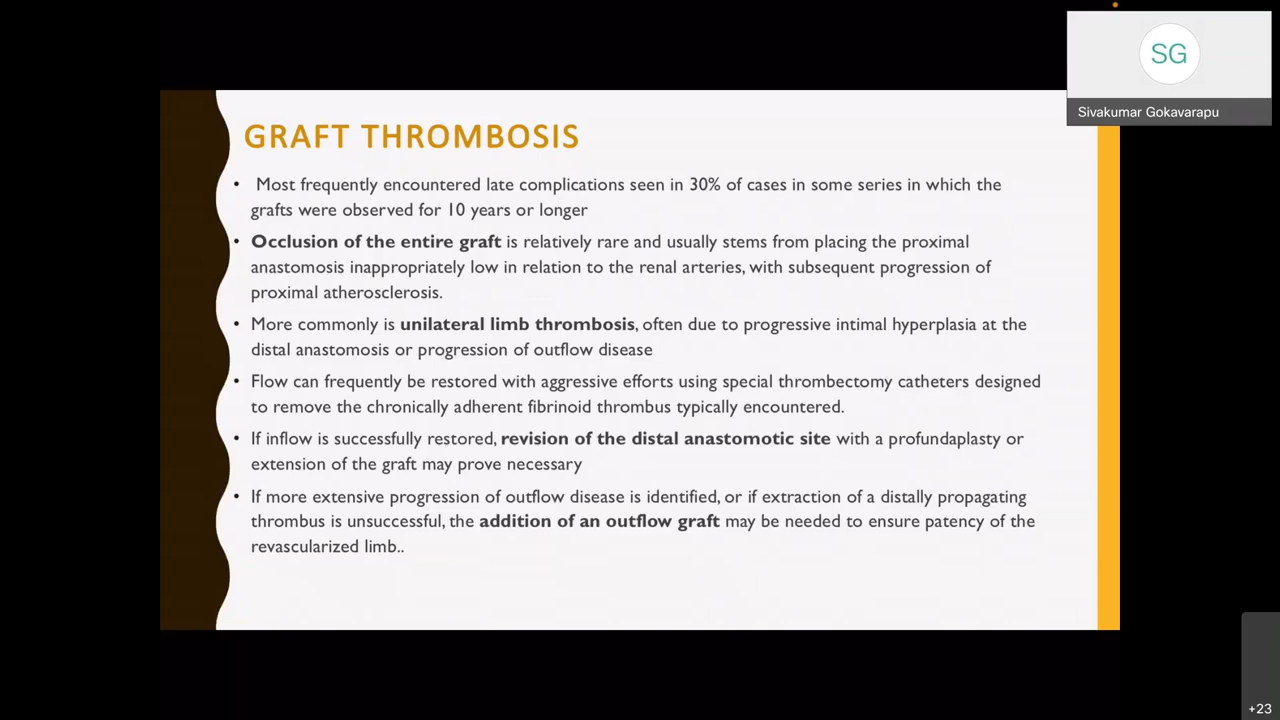 SG
Sivakumar Gokavarapu
GRAFT THROMBOSIS
• Most frequently encountered late complications seen in 30% of cases in some series in which the
grafts were observed for 10 years or longer
• Occlusion of the entire graft is relatively rare and usually stems from placing the proximal
anastomosis inappropriately low in relation to the renal arteries, with subsequent progression of
proximal atherosclerosis.
• More commonly is unilateral limb thrombosis, often due to progressive intimal hyperplasia at the
distal anastomosis or progression of outflow disease
• Flow can frequently be restored with aggressive efforts using special thrombectomy catheters designed
to remove the chronically adherent fibrinoid thrombus typically encountered.
• If inflow is successfully restored, revision of the distal anastomotic site with a profundaplasty or
extension of the graft may prove necessary
• If more extensive progression of outflow disease is identified, or if extraction of a distally propagating
thrombus is unsuccessful, the addition of an outflow graft may be needed to ensure patency of the
revascularized limb..
+23